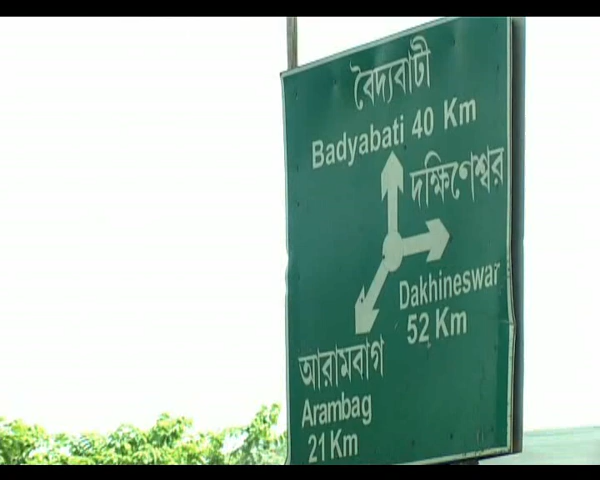 বৈদ্যবাটী
Badyabati 40 Km
দক্ষিণেশ্বর
Dakhineswar
52 Km
আরামবাগ
Arambag
21 Km